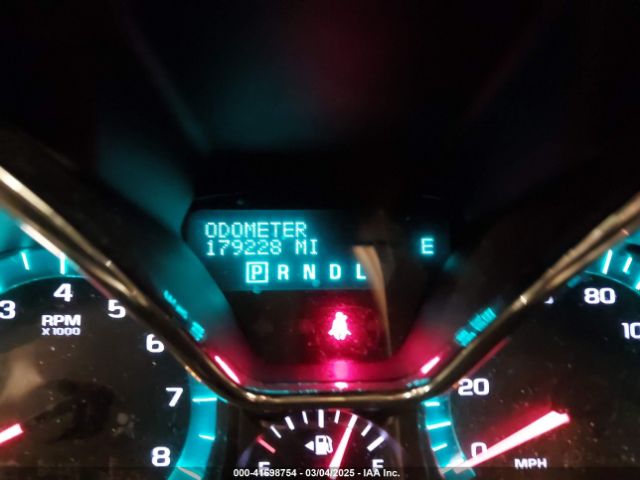 ODOMETER
179228 MI
E
P R N D L
3 4 5 6 7 8
RPM
X 1000
80
20
0
MPH
E F
000-41698754 - 03/04/2025 - IAA Inc.